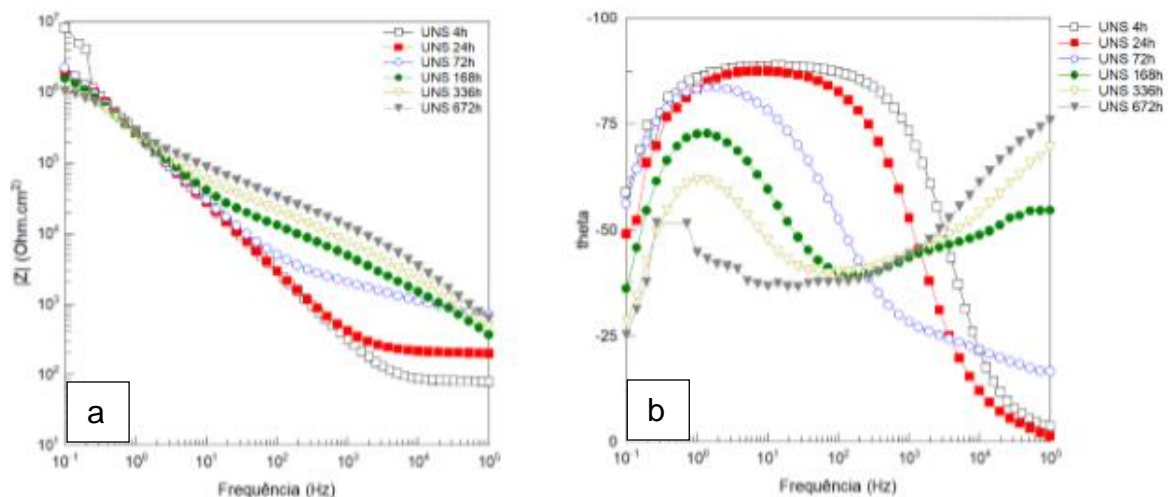 10⁷
10⁶
10⁵
10⁴
10³
10²
10¹
|Z| (Ohm.cm²)
UNS 4h
UNS 24h
UNS 72h
UNS 168h
UNS 336h
UNS 672h
a
10⁻¹ 10⁰ 10¹ 10² 10³ 10⁴ 10⁵
Frequência (Hz)
-100
-75
-50
-25
0
theta
UNS 4h
UNS 24h
UNS 72h
UNS 168h
UNS 336h
UNS 672h
b
10⁻¹ 10⁰ 10¹ 10² 10³ 10⁴ 10⁵
Frequência (Hz)